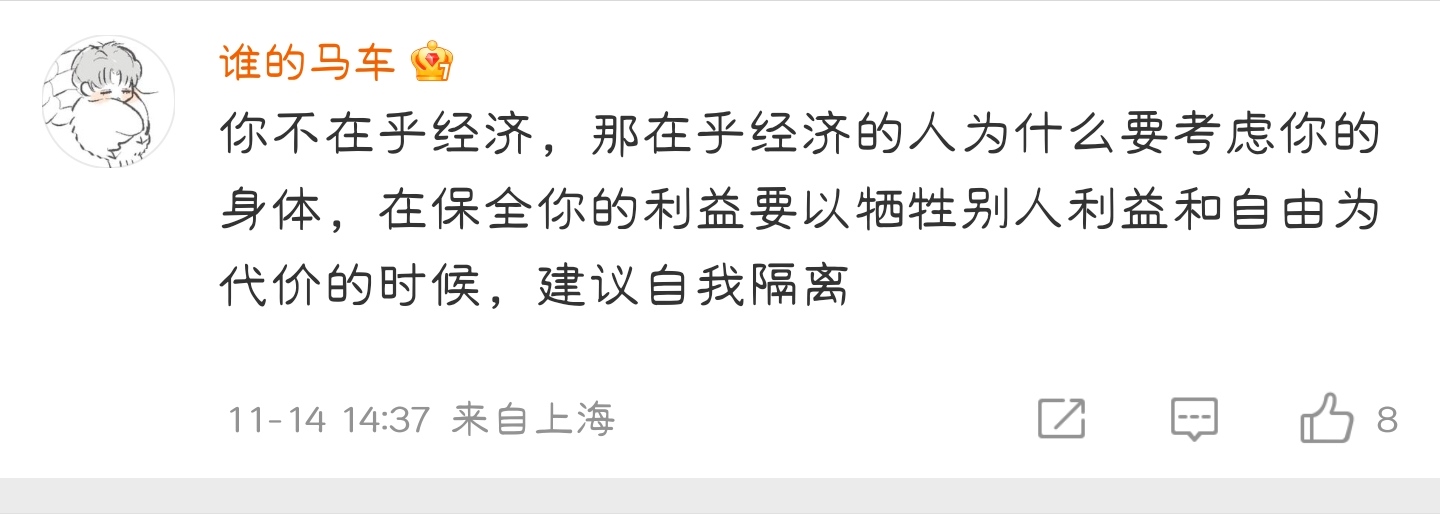 谁的马车
你不在乎经济，那在乎经济的人为什么要考虑你的
身体，在保全你的利益要以牺牲别人利益和自由为
代价的时候，建议自我隔离
11-14 14:37 来自上海
8